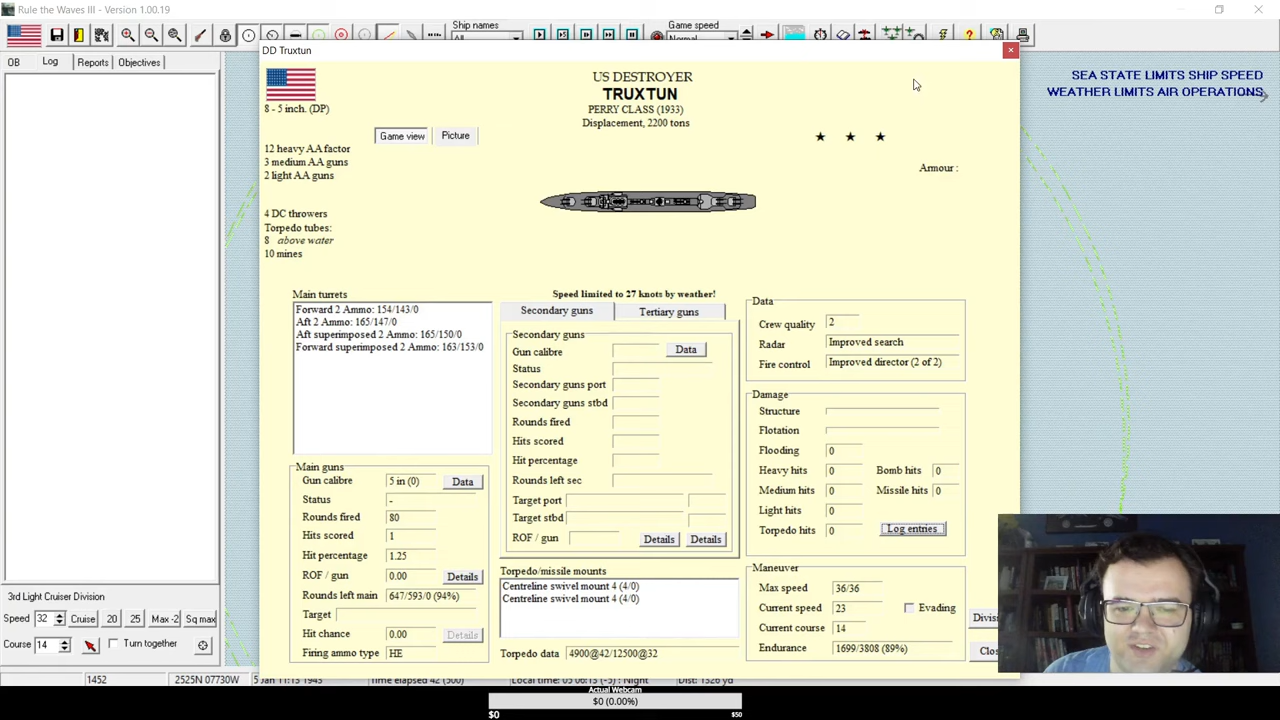 Rule the Waves III - Version 1.00.19
Ship names
All
Game speed
Normal
OB
Log
Reports
Objectives
DD Truxtun
SEA STATE LIMITS SHIP SPEED
WEATHER LIMITS AIR OPERATIONS
US DESTROYER
TRUXTUN
PERRY CLASS (1933)
Displacement, 2200 tons
8 - 5 inch. (DP)
Game view
Picture
12 heavy AA factor
3 medium AA guns
2 light AA guns
Armour :
4 DC throwers
Torpedo tubes:
8 above water
10 mines
Main turrets
Forward 2 Ammo: 154/143/0
Aft 2 Ammo: 165/147/0
Aft superimposed 2 Ammo: 165/150/0
Forward superimposed 2 Ammo: 163/153/0
Speed limited to 27 knots by weather!
Secondary guns
Tertiary guns
Secondary guns
Gun calibre
Data
Status
Secondary guns port
Secondary guns stbd
Rounds fired
Hits scored
Hit percentage
Rounds left sec
Target port
Target stbd
ROF / gun
Details
Details
Data
Crew quality 2
Radar Improved search
Fire control Improved director (2 of 2)
Damage
Structure
Flotation
Flooding 0
Heavy hits 0 Bomb hits 0
Medium hits 0 Missile hits 0
Light hits 0
Torpedo hits 0 Log entries
Main guns
Gun calibre 5 in (0) Data
Status -
Rounds fired 80
Hits scored 1
Hit percentage 1.25
ROF / gun 0.00 Details
Rounds left main 647/593/0 (94%)
Target
Hit chance 0.00 Details
Firing ammo type HE
Torpedo/missile mounts
Centreline swivel mount 4 (4/0)
Centreline swivel mount 4 (4/0)
Torpedo data 4900@42/12500@32
Maneuver
Max speed 36/36
Current speed 23 Evading
Current course 14 Divisi
Endurance 1699/3808 (89%) Clos
3rd Light Cruiser Division
Speed 32 Cruise 20 25 Max -2 Sq max
Course 14 Turn together
1452
2525N 07730W
5 Jan 11:13 1943
Actual Webcam
$0 (0.00%)
$0
$50